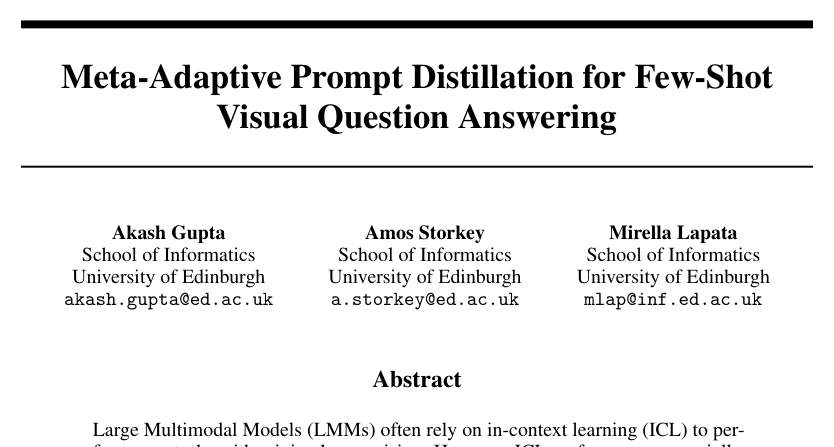 Meta-Adaptive Prompt Distillation for Few-Shot
Visual Question Answering
Akash Gupta
School of Informatics
University of Edinburgh
akash.gupta@ed.ac.uk
Amos Storkey
School of Informatics
University of Edinburgh
a.storkey@ed.ac.uk
Mirella Lapata
School of Informatics
University of Edinburgh
mlap@inf.ed.ac.uk
Abstract
Large Multimodal Models (LMMs) often rely on in-context learning (ICL) to per-